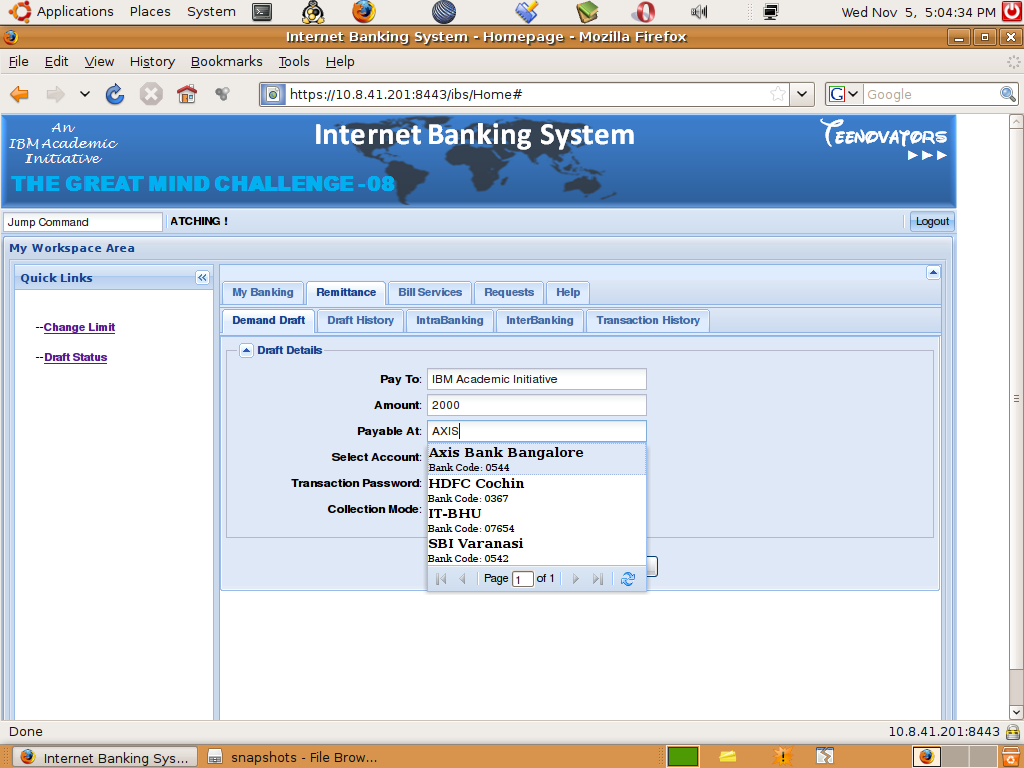 Applications Places System Wed Nov 5, 5:04:34 PM
Internet Banking System - Homepage - Mozilla Firefox
File Edit View History Bookmarks Tools Help
https://10.8.41.201:8443/ibs/Home# G Google
An
IBM Academic
Initiative
Internet Banking System
TEENOVATORS
THE GREAT MIND CHALLENGE -08
Jump Command ATCHING ! Logout
My Workspace Area
Quick Links
--Change Limit
--Draft Status
My Banking Remittance Bill Services Requests Help
Demand Draft Draft History IntraBanking InterBanking Transaction History
Draft Details
Pay To: IBM Academic Initiative
Amount: 2000
Payable At: AXIS
Select Account:
Transaction Password:
Collection Mode:
Axis Bank Bangalore
Bank Code: 0544
HDFC Cochin
Bank Code: 0367
IT-BHU
Bank Code: 07654
SBI Varanasi
Bank Code: 0542
Page 1 of 1
Done 10.8.41.201:8443
Internet Banking Sys... snapshots - File Brow...